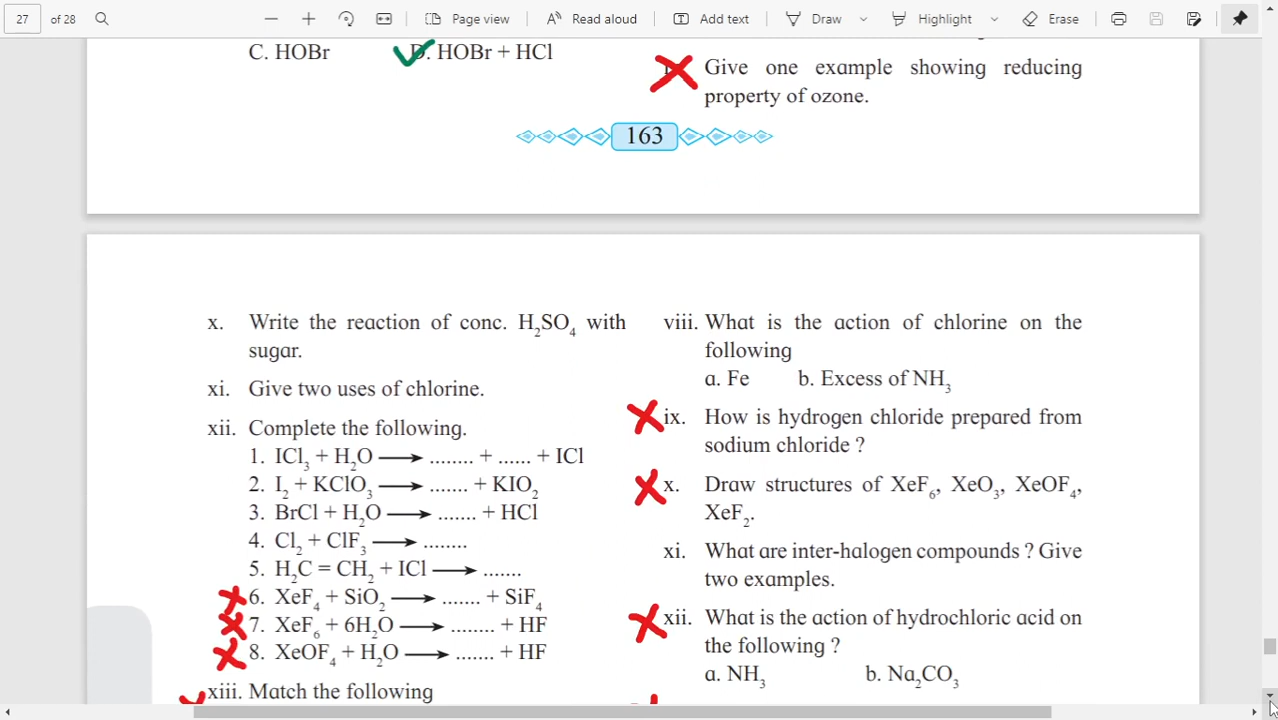 27 of 28 Page view Read aloud Add text Draw Highlight Erase
C. HOBr D. HOBr + HCl
Give one example showing reducing
property of ozone.
163
x. Write the reaction of conc. H₂SO₄ with
sugar.
xi. Give two uses of chlorine.
xii. Complete the following.
1. ICl₃ + H₂O ⟶ ........ + ...... + ICl
2. I₂ + KClO₃ ⟶ ....... + KIO₂
3. BrCl + H₂O ⟶ ....... + HCl
4. Cl₂ + ClF₃ ⟶ ........
5. H₂C = CH₂ + ICl ⟶ .......
6. XeF₄ + SiO₂ ⟶ ....... + SiF₄
7. XeF₆ + 6H₂O ⟶ ........ + HF
8. XeOF₄ + H₂O ⟶ ....... + HF
xiii. Match the following
viii. What is the action of chlorine on the
following
a. Fe b. Excess of NH₃
ix. How is hydrogen chloride prepared from
sodium chloride ?
x. Draw structures of XeF₆, XeO₃, XeOF₄,
XeF₂.
xi. What are inter-halogen compounds ? Give
two examples.
xii. What is the action of hydrochloric acid on
the following ?
a. NH₃ b. Na₂CO₃